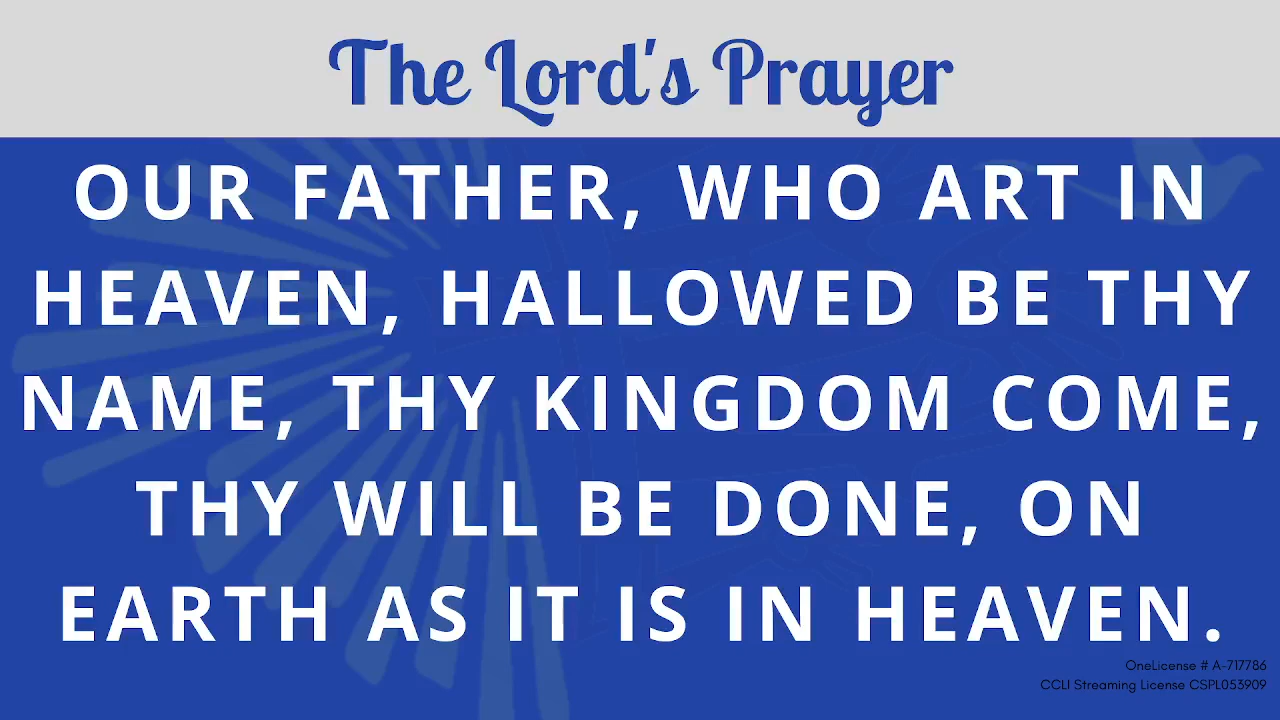 The Lord's Prayer
OUR FATHER, WHO ART IN
HEAVEN, HALLOWED BE THY
NAME, THY KINGDOM COME,
THY WILL BE DONE, ON
EARTH AS IT IS IN HEAVEN.
OneLicense # A-717786
CCLI Streaming License CSPL053909